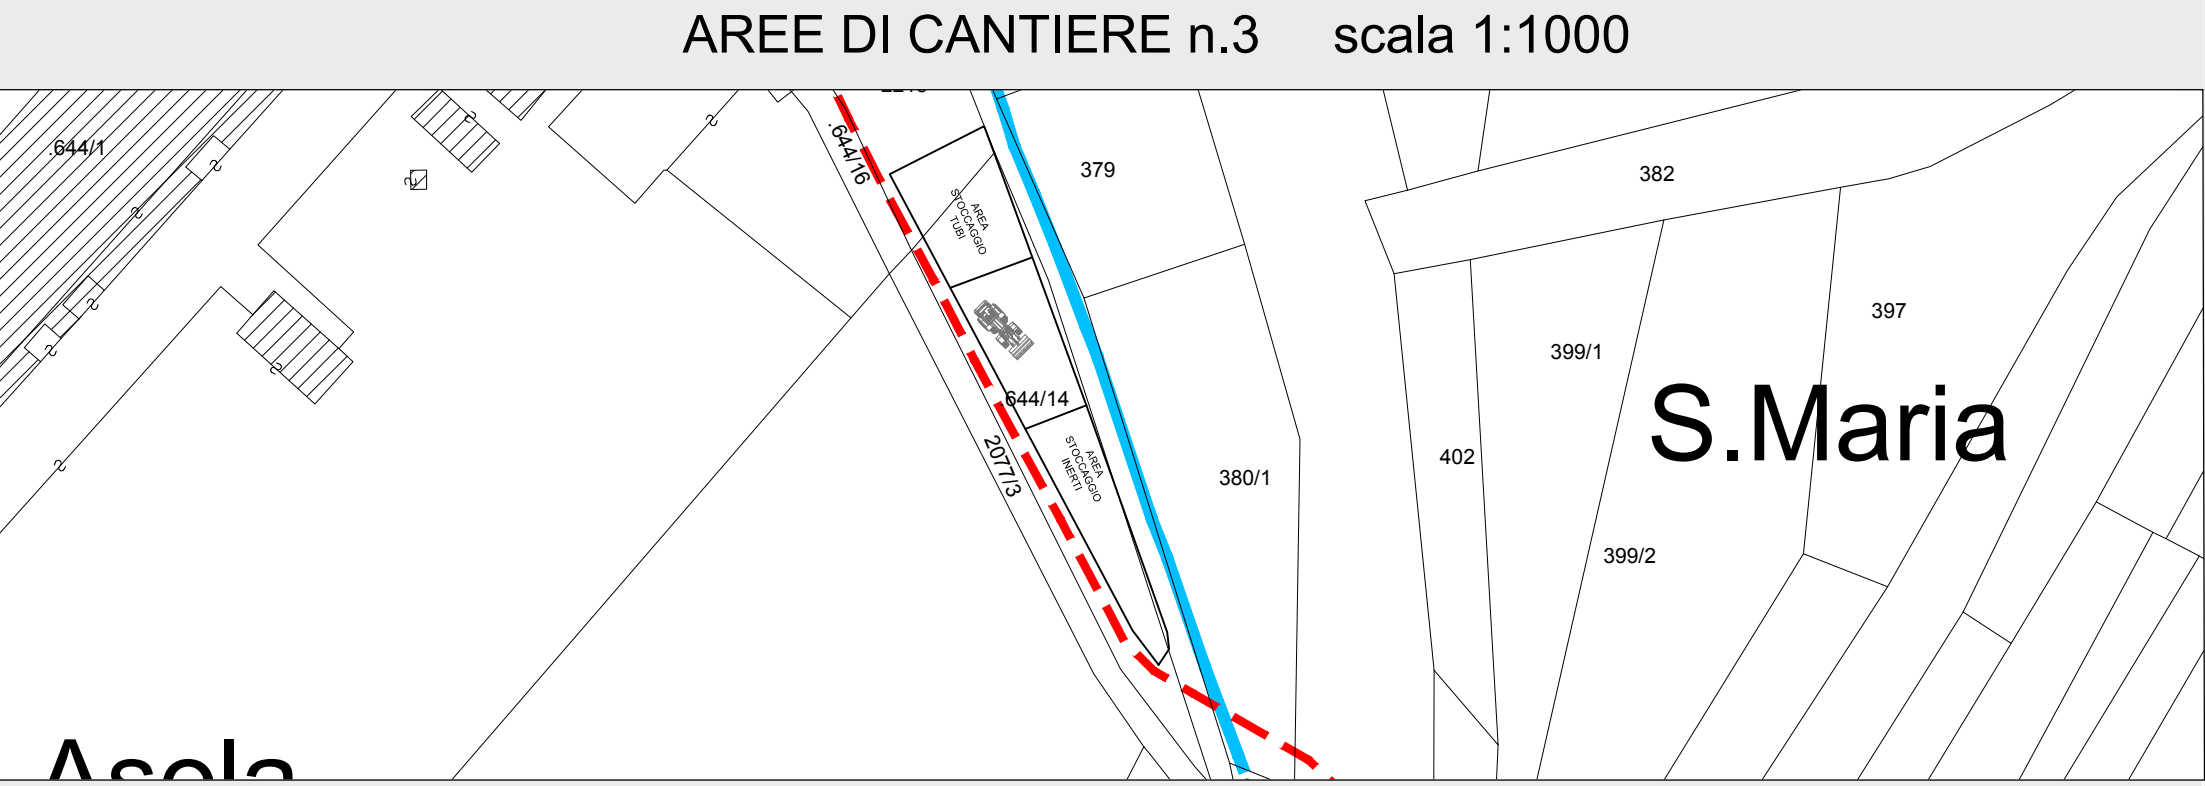 AREE DI CANTIERE n.3 scala 1:1000
.644/1
.644/16
379
382
AREA
STOCCAGGIO
TUBI
397
399/1
644/14
S.Maria
2077/3
AREA
STOCCAGGIO
INERTI
402
380/1
399/2
Asola